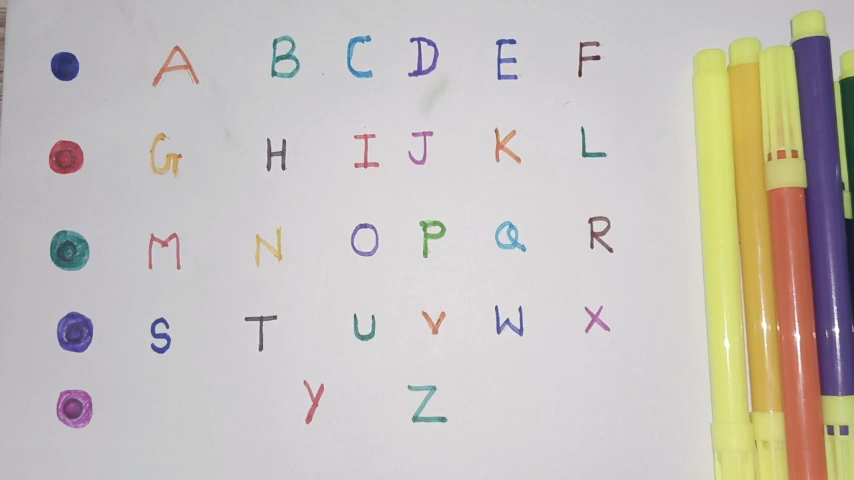 A B C D E F
G H I J K L
M N O P Q R
S T U V W X
Y Z